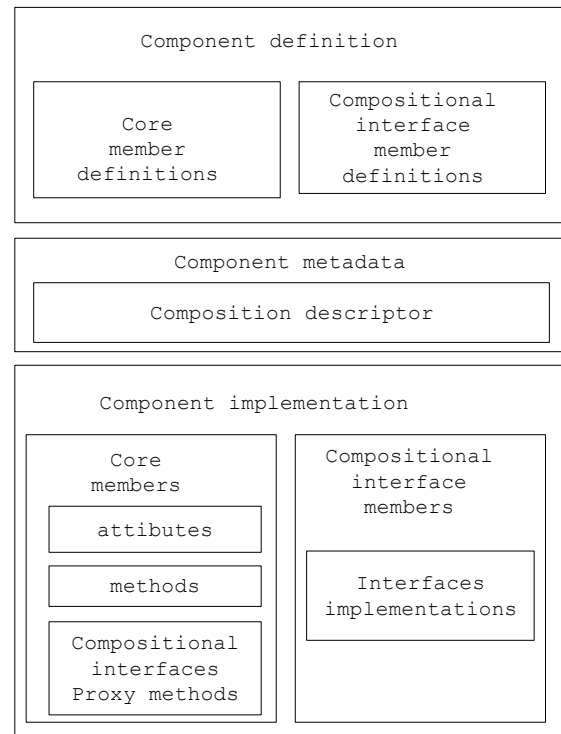 Component definition
Core
member
definitions
Compositional
interface
member
definitions
Component metadata
Composition descriptor
Component implementation
Core
members
attibutes
methods
Compositional
interfaces
Proxy methods
Compositional
interface
members
Interfaces
implementations